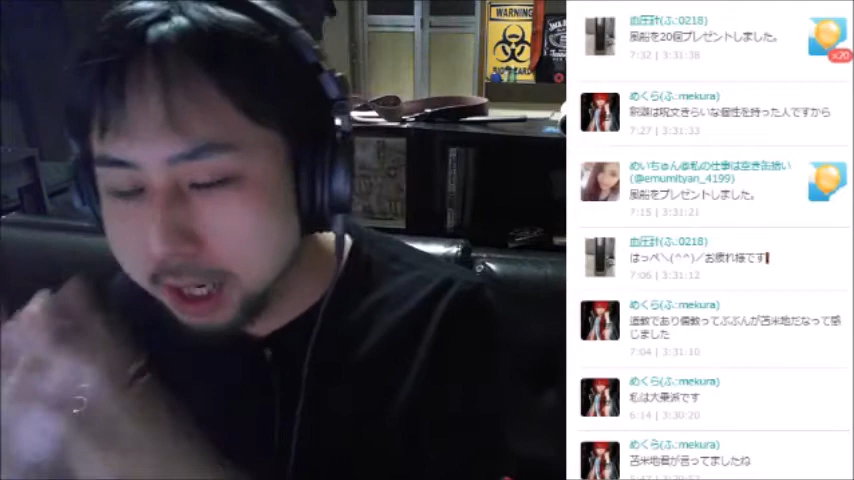 WARNING
血圧計(ふ:0218)
風船を20個プレゼントしました。
x20
7:32 | 3:31:38
めくら(ふ:mekura)
釈迦は呪文きらいな個性を持った人ですから
7:27 | 3:31:33
めいちゅん@私の仕事は空き缶拾い
(@emumityan_4199)
風船をプレゼントしました。
7:15 | 3:31:21
血圧計(ふ:0218)
はっぺ＼(^^)／お疲れ様です
7:06 | 3:31:12
めくら(ふ:mekura)
道教であり儒教ってぶぶんが苫米地だなって感
じました
7:04 | 3:31:10
めくら(ふ:mekura)
私は大乗派です
6:14 | 3:30:20
めくら(ふ:mekura)
苫米地君が言ってましたね